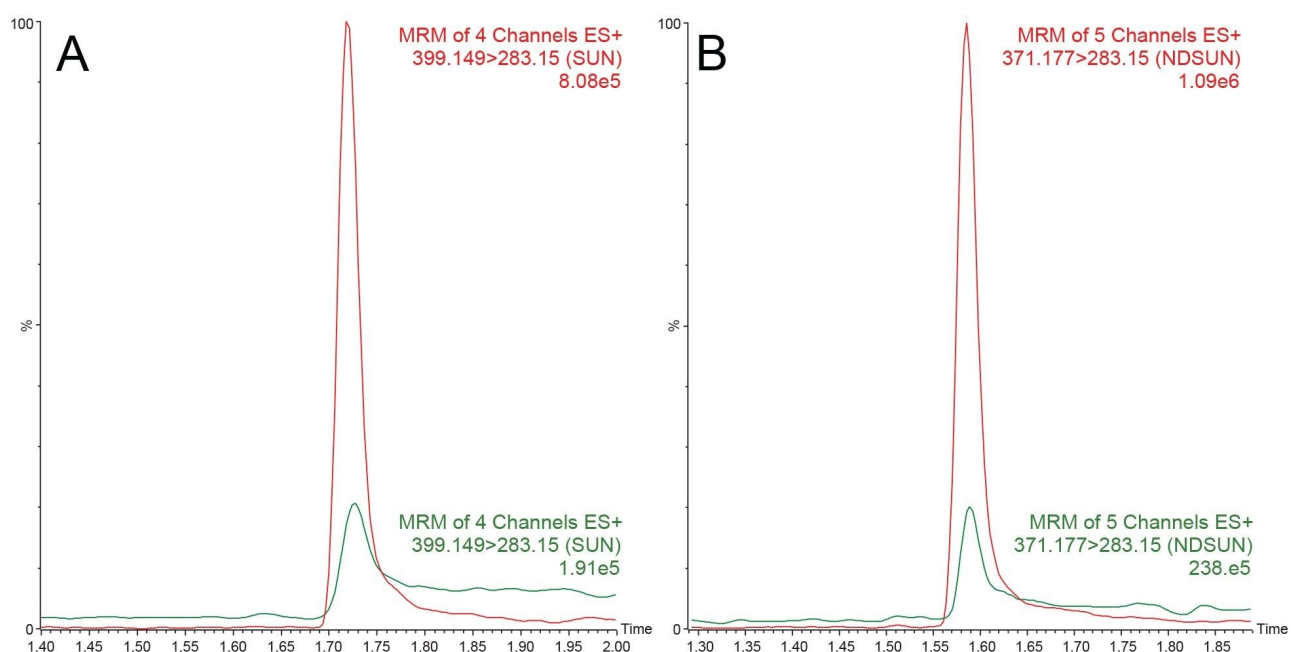 A
MRM of 4 Channels ES+
399.149>283.15 (SUN)
8.08e5
100
%
0
MRM of 4 Channels ES+
399.149>283.15 (SUN)
1.91e5
1.40 1.45 1.50 1.55 1.60 1.65 1.70 1.75 1.80 1.85 1.90 1.95 2.00
Time
B
MRM of 5 Channels ES+
371.177>283.15 (NDSUN)
1.09e6
100
%
0
MRM of 5 Channels ES+
371.177>283.15 (NDSUN)
238.e5
1.30 1.35 1.40 1.45 1.50 1.55 1.60 1.65 1.70 1.75 1.80 1.85
Time